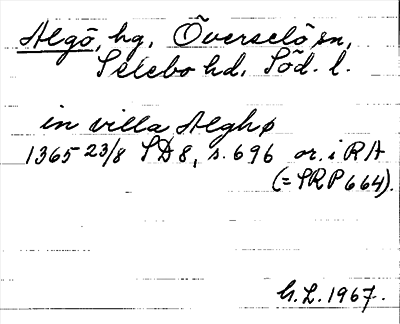 Algö, hg, Överselö sn,
Selebo hd, Söd. l.
in villa Alghø
1365 23/8 SD 8, s. 696 or. i RA
(= SRP 664).
G. L. 1967.